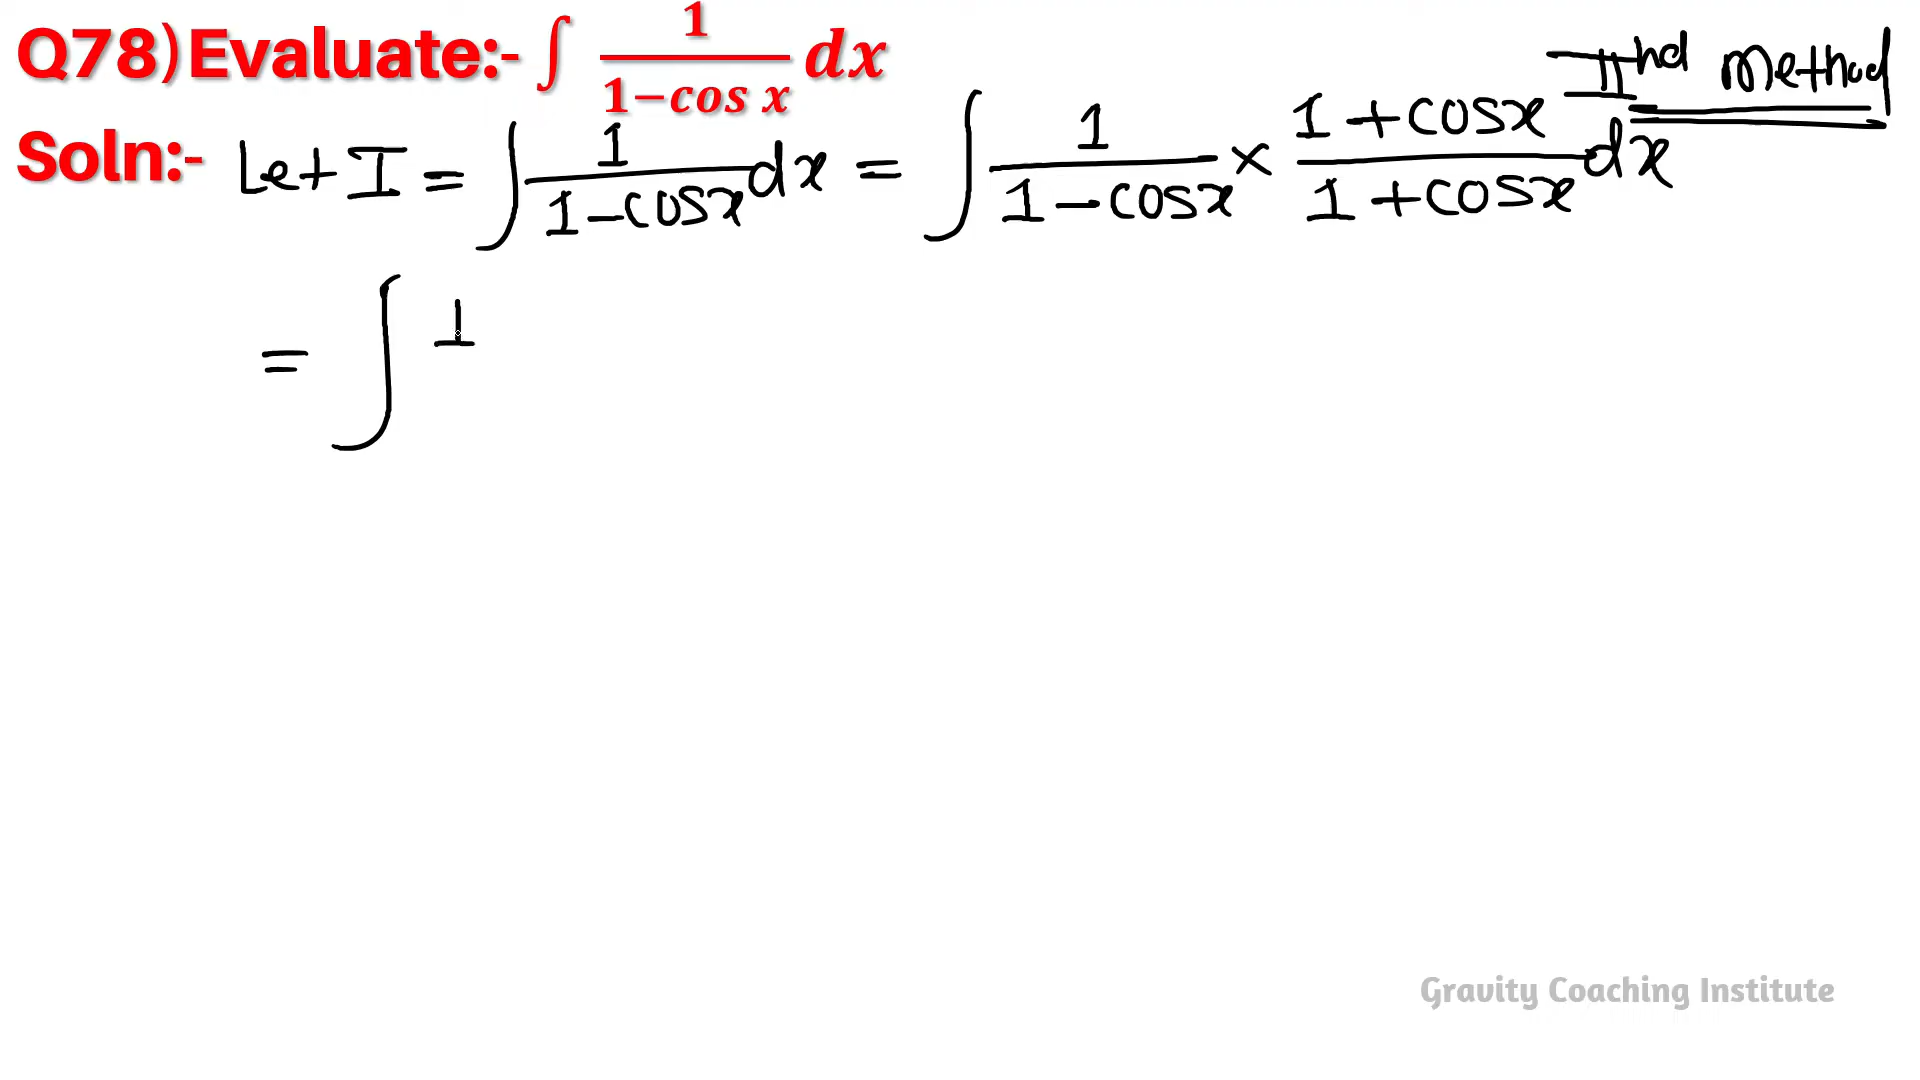 Q78)Evaluate:- ∫ 1/(1−cos x) dx
IInd Method
Soln:- Let I = ∫ 1/(1−cosx) dx = ∫ 1/(1−cosx) × (1+cosx)/(1+cosx) dx
= ∫ 1
Gravity Coaching Institute